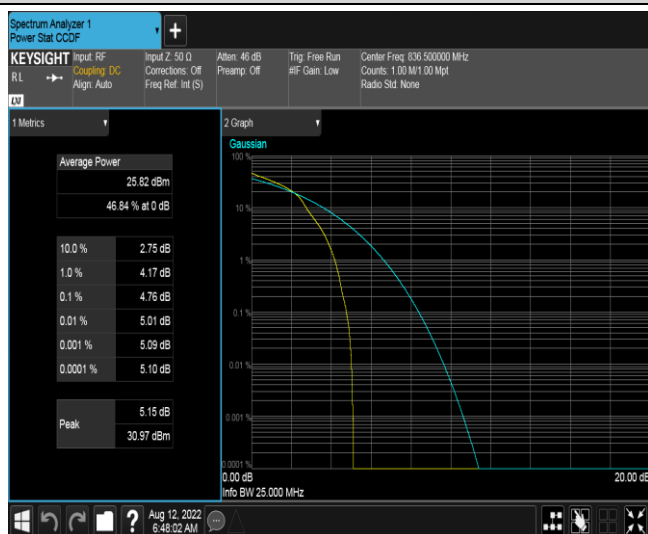 Spectrum Analyzer 1
Power Stat CCDF
+
KEYSIGHT
RL
LXI
Input: RF
Coupling: DC
Align: Auto
Input Z: 50 Ω
Corrections: Off
Freq Ref: Int (S)
Atten: 46 dB
Preamp: Off
Trig: Free Run
#IF Gain: Low
Center Freq: 836.500000 MHz
Counts: 1.00 M/1.00 Mpt
Radio Std: None
1 Metrics
Average Power
25.82 dBm
46.84 % at 0 dB
10.0 % 2.75 dB
1.0 % 4.17 dB
0.1 % 4.76 dB
0.01 % 5.01 dB
0.001 % 5.09 dB
0.0001 % 5.10 dB
Peak
5.15 dB
30.97 dBm
2 Graph
Gaussian
100 %
10 %
1 %
0.1 %
0.01 %
0.001 %
0.0001 %
0.00 dB
20.00 dB
Info BW 25.000 MHz
?
Aug 12, 2022
6:48:02 AM